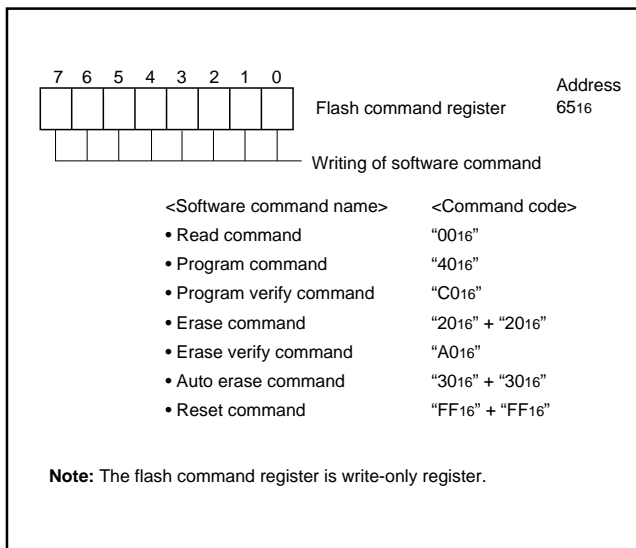 7 6 5 4 3 2 1 0
Address
Flash command register 6516
Writing of software command
<Software command name> <Command code>
• Read command “0016”
• Program command “4016”
• Program verify command “C016”
• Erase command “2016” + “2016”
• Erase verify command “A016”
• Auto erase command “3016” + “3016”
• Reset command “FF16” + “FF16”
Note: The flash command register is write-only register.